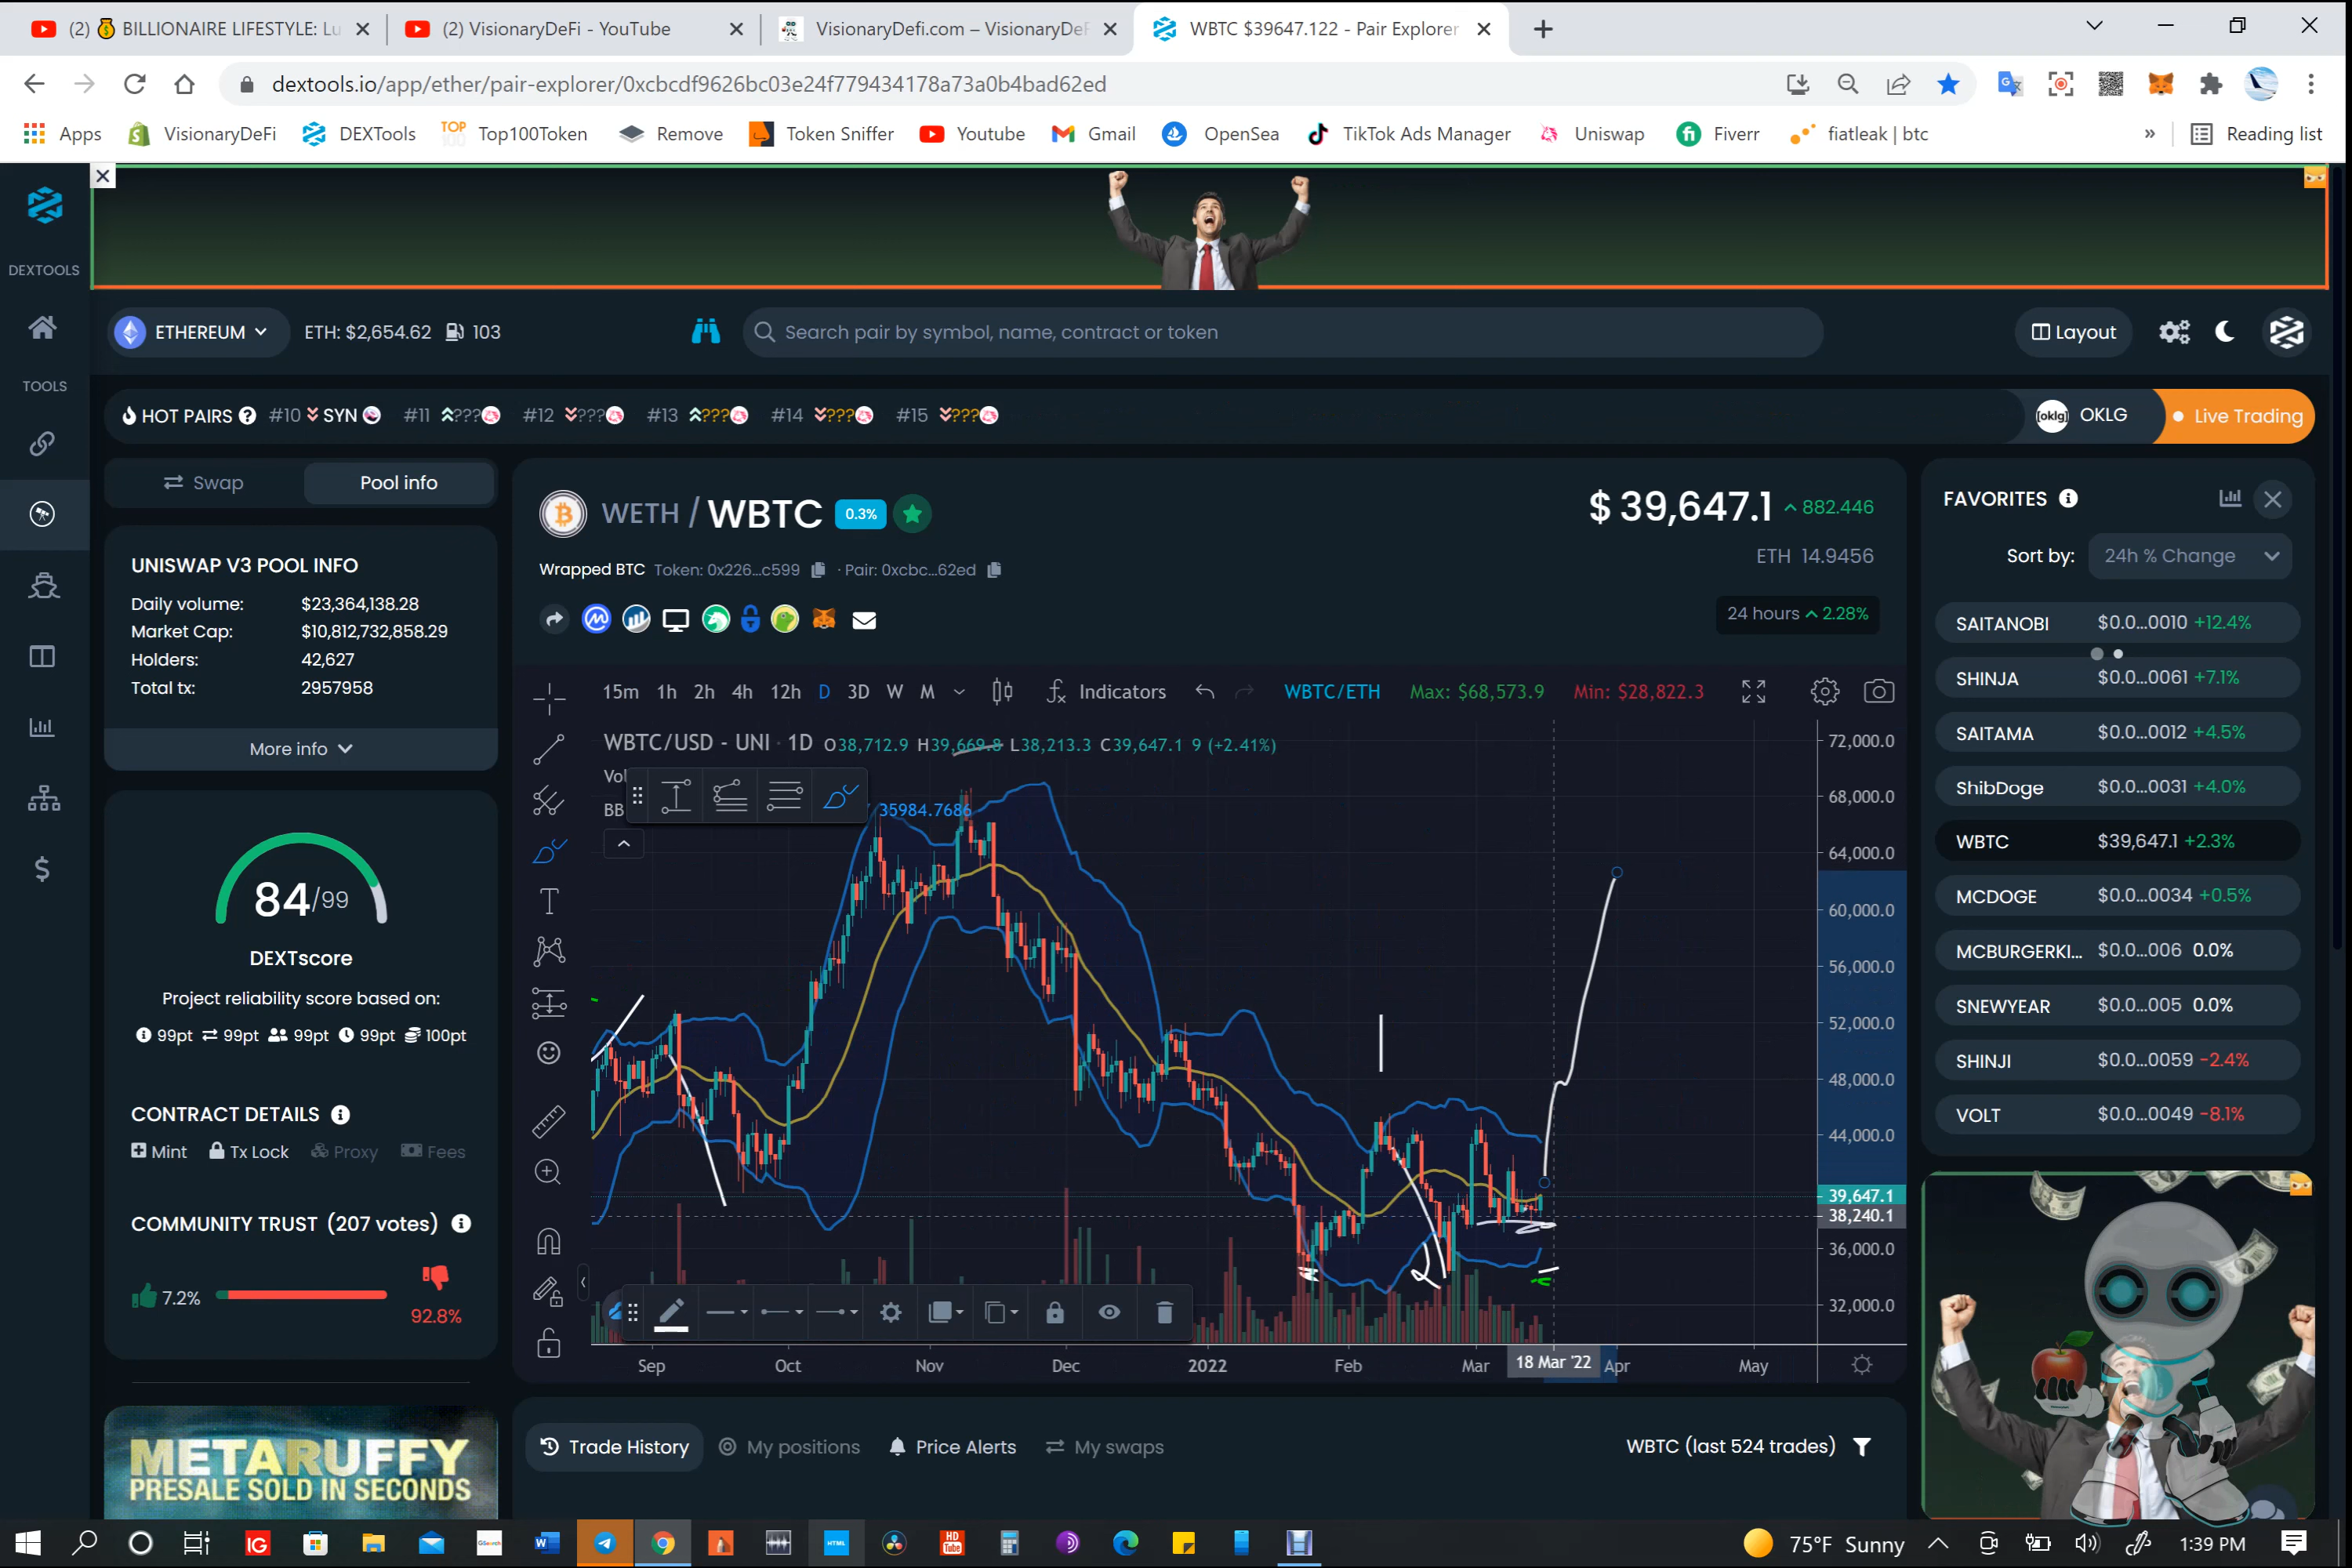 (2) 💰 BILLIONAIRE LIFESTYLE: Lu
(2) VisionaryDeFi - YouTube
VisionaryDefi.com – VisionaryDeF
WBTC $39647.122 - Pair Explorer
dextools.io/app/ether/pair-explorer/0xcbcdf9626bc03e24f779434178a73a0b4bad62ed
Apps VisionaryDeFi DEXTools TOP 100 Top100Token Remove Token Sniffer Youtube Gmail OpenSea TikTok Ads Manager Uniswap Fiverr fiatleak | btc » Reading list
DEXTOOLS
ETHEREUM ETH: $2,654.62 103
Search pair by symbol, name, contract or token
Layout
TOOLS
HOT PAIRS #10 SYN #11 ??? #12 ??? #13 ??? #14 ??? #15 ???
[oklg] OKLG Live Trading
Swap Pool info
UNISWAP V3 POOL INFO
Daily volume: $23,364,138.28
Market Cap: $10,812,732,858.29
Holders: 42,627
Total tx: 2957958
More info
84/99
DEXTscore
Project reliability score based on:
99pt 99pt 99pt 99pt 100pt
CONTRACT DETAILS
Mint Tx Lock Proxy Fees
COMMUNITY TRUST (207 votes)
7.2%
92.8%
METARUFFY
PRESALE SOLD IN SECONDS
WETH / WBTC 0.3%
$ 39,647.1 882.446
ETH 14.9456
Wrapped BTC Token: 0x226...c599 · Pair: 0xcbc...62ed
24 hours 2.28%
15m 1h 2h 4h 12h D 3D W M Indicators WBTC/ETH Max: $68,573.9 Min: $28,822.3
WBTC/USD - UNI · 1D O38,712.9 H39,669.8 L38,213.3 C39,647.1 9 (+2.41%)
Vol
BB 35984.7686
72,000.0
68,000.0
64,000.0
60,000.0
56,000.0
52,000.0
48,000.0
44,000.0
39,647.1
38,240.1
36,000.0
32,000.0
Sep Oct Nov Dec 2022 Feb Mar 18 Mar '22 Apr May
Trade History My positions Price Alerts My swaps
WBTC (last 524 trades)
FAVORITES
Sort by: 24h % Change
SAITANOBI $0.0...0010 +12.4%
SHINJA $0.0...0061 +7.1%
SAITAMA $0.0...0012 +4.5%
ShibDoge $0.0...0031 +4.0%
WBTC $39,647.1 +2.3%
MCDOGE $0.0...0034 +0.5%
MCBURGERKI... $0.0...006 0.0%
SNEWYEAR $0.0...005 0.0%
SHINJI $0.0...0059 -2.4%
VOLT $0.0...0049 -8.1%
IG
GSearch
HTML
HD Tube
75°F Sunny
1:39 PM